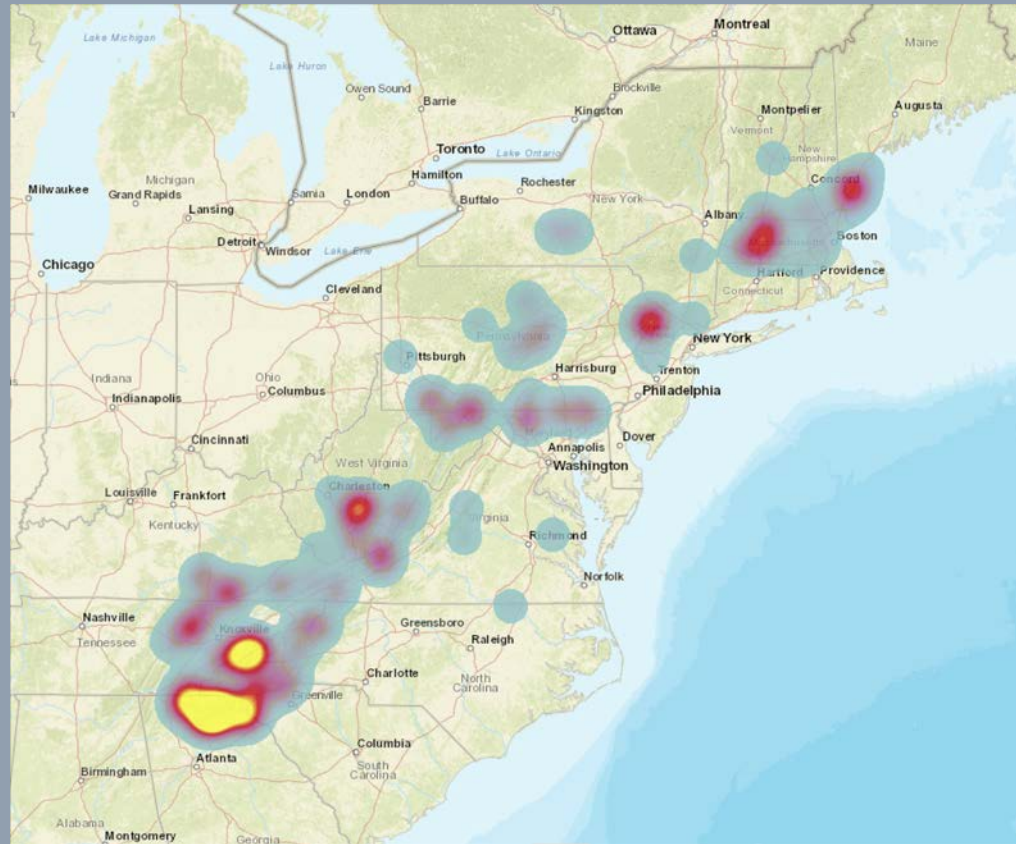 Montreal
Ottawa
Maine
Lake Michigan
Lake Huron
Owen Sound
Barrie
Brockville
Kingston
Montpelier
Augusta
Vermont
Toronto
Lake Ontario
New
Hampshire
Hamilton
Michigan
Concord
Milwaukee
Grand Rapids
Sarnia
London
Rochester
New York
Buffalo
Lansing
Albany
Boston
Detroit
Windsor
Lake Erie
Chicago
Hartford
Providence
Connecticut
Cleveland
Pennsylvania
New York
Pittsburgh
Harrisburg
Trenton
Indiana
Ohio
Columbus
Philadelphia
Indianapolis
Cincinnati
Annapolis
Dover
Washington
West Virginia
Charleston
Louisville
Frankfort
Kentucky
Virginia
Richmond
Norfolk
Nashville
Tennessee
Knoxville
Greensboro
Raleigh
Charlotte
North
Carolina
Greenville
Columbia
South
Carolina
Atlanta
Birmingham
Alabama
Montgomery
Georgia